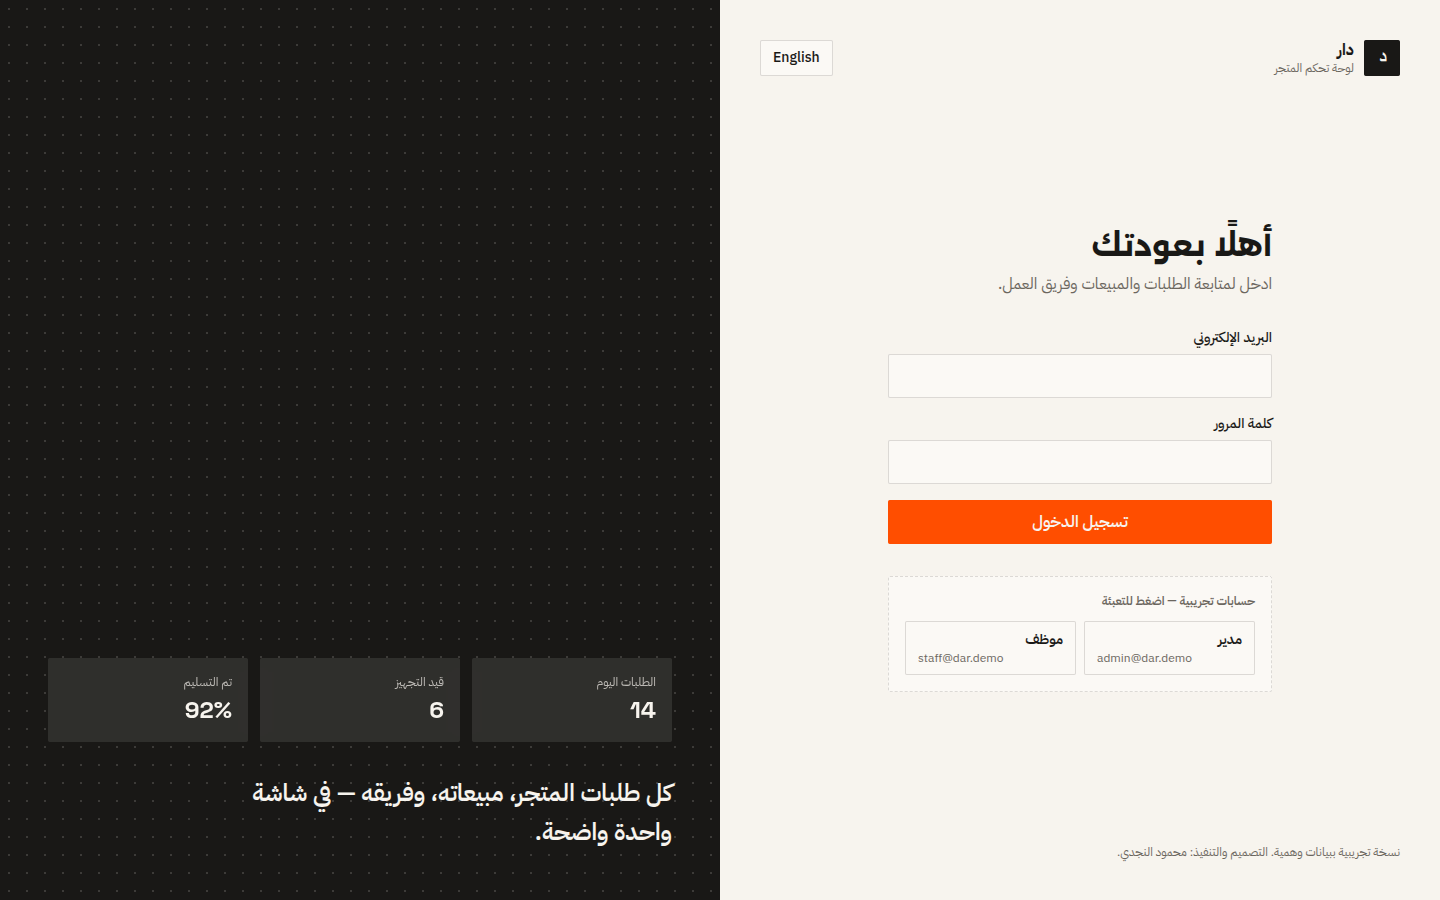 د
دار
لوحة تحكم المتجر
English
أهلًا بعودتك
ادخل لمتابعة الطلبات والمبيعات وفريق العمل.
البريد الإلكتروني
كلمة المرور
تسجيل الدخول
حسابات تجريبية — اضغط للتعبئة
مدير
admin@dar.demo
موظف
staff@dar.demo
نسخة تجريبية ببيانات وهمية. التصميم والتنفيذ: محمود النجدي.
الطلبات اليوم
14
قيد التجهيز
6
تم التسليم
92%
كل طلبات المتجر، مبيعاته، وفريقه — في شاشة
واحدة واضحة.